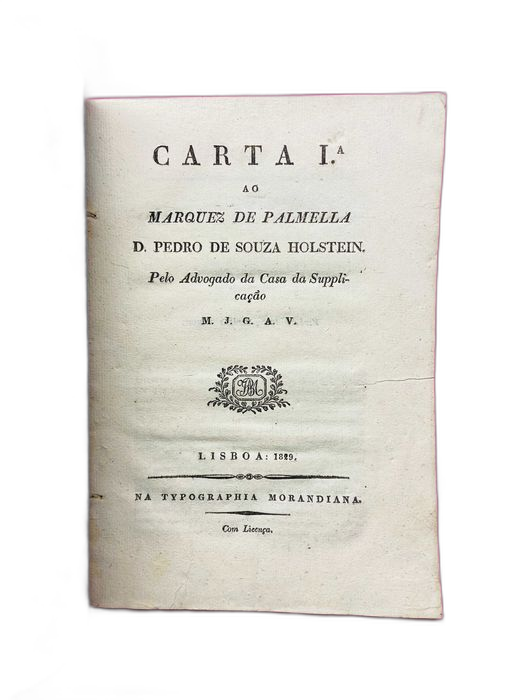 CARTA I.ª
AO
MARQUEZ DE PALMELLA
D. PEDRO DE SOUZA HOLSTEIN.
Pelo Advogado da Casa da Suppli-
cação
M. J. G. A. V.
LISBOA: 1829.
NA TYPOGRAPHIA MORANDIANA.
Com Licença.